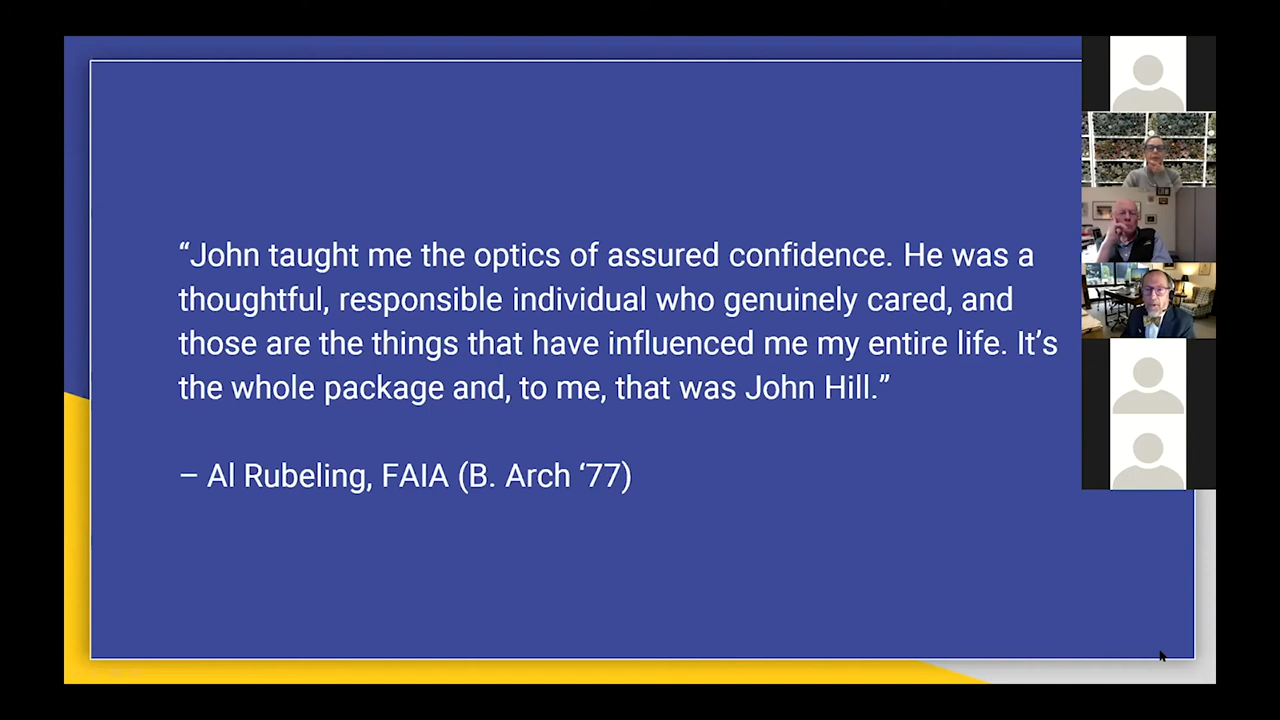 “John taught me the optics of assured confidence. He was a
thoughtful, responsible individual who genuinely cared, and
those are the things that have influenced me my entire life. It’s
the whole package and, to me, that was John Hill.”
– Al Rubeling, FAIA (B. Arch ‘77)